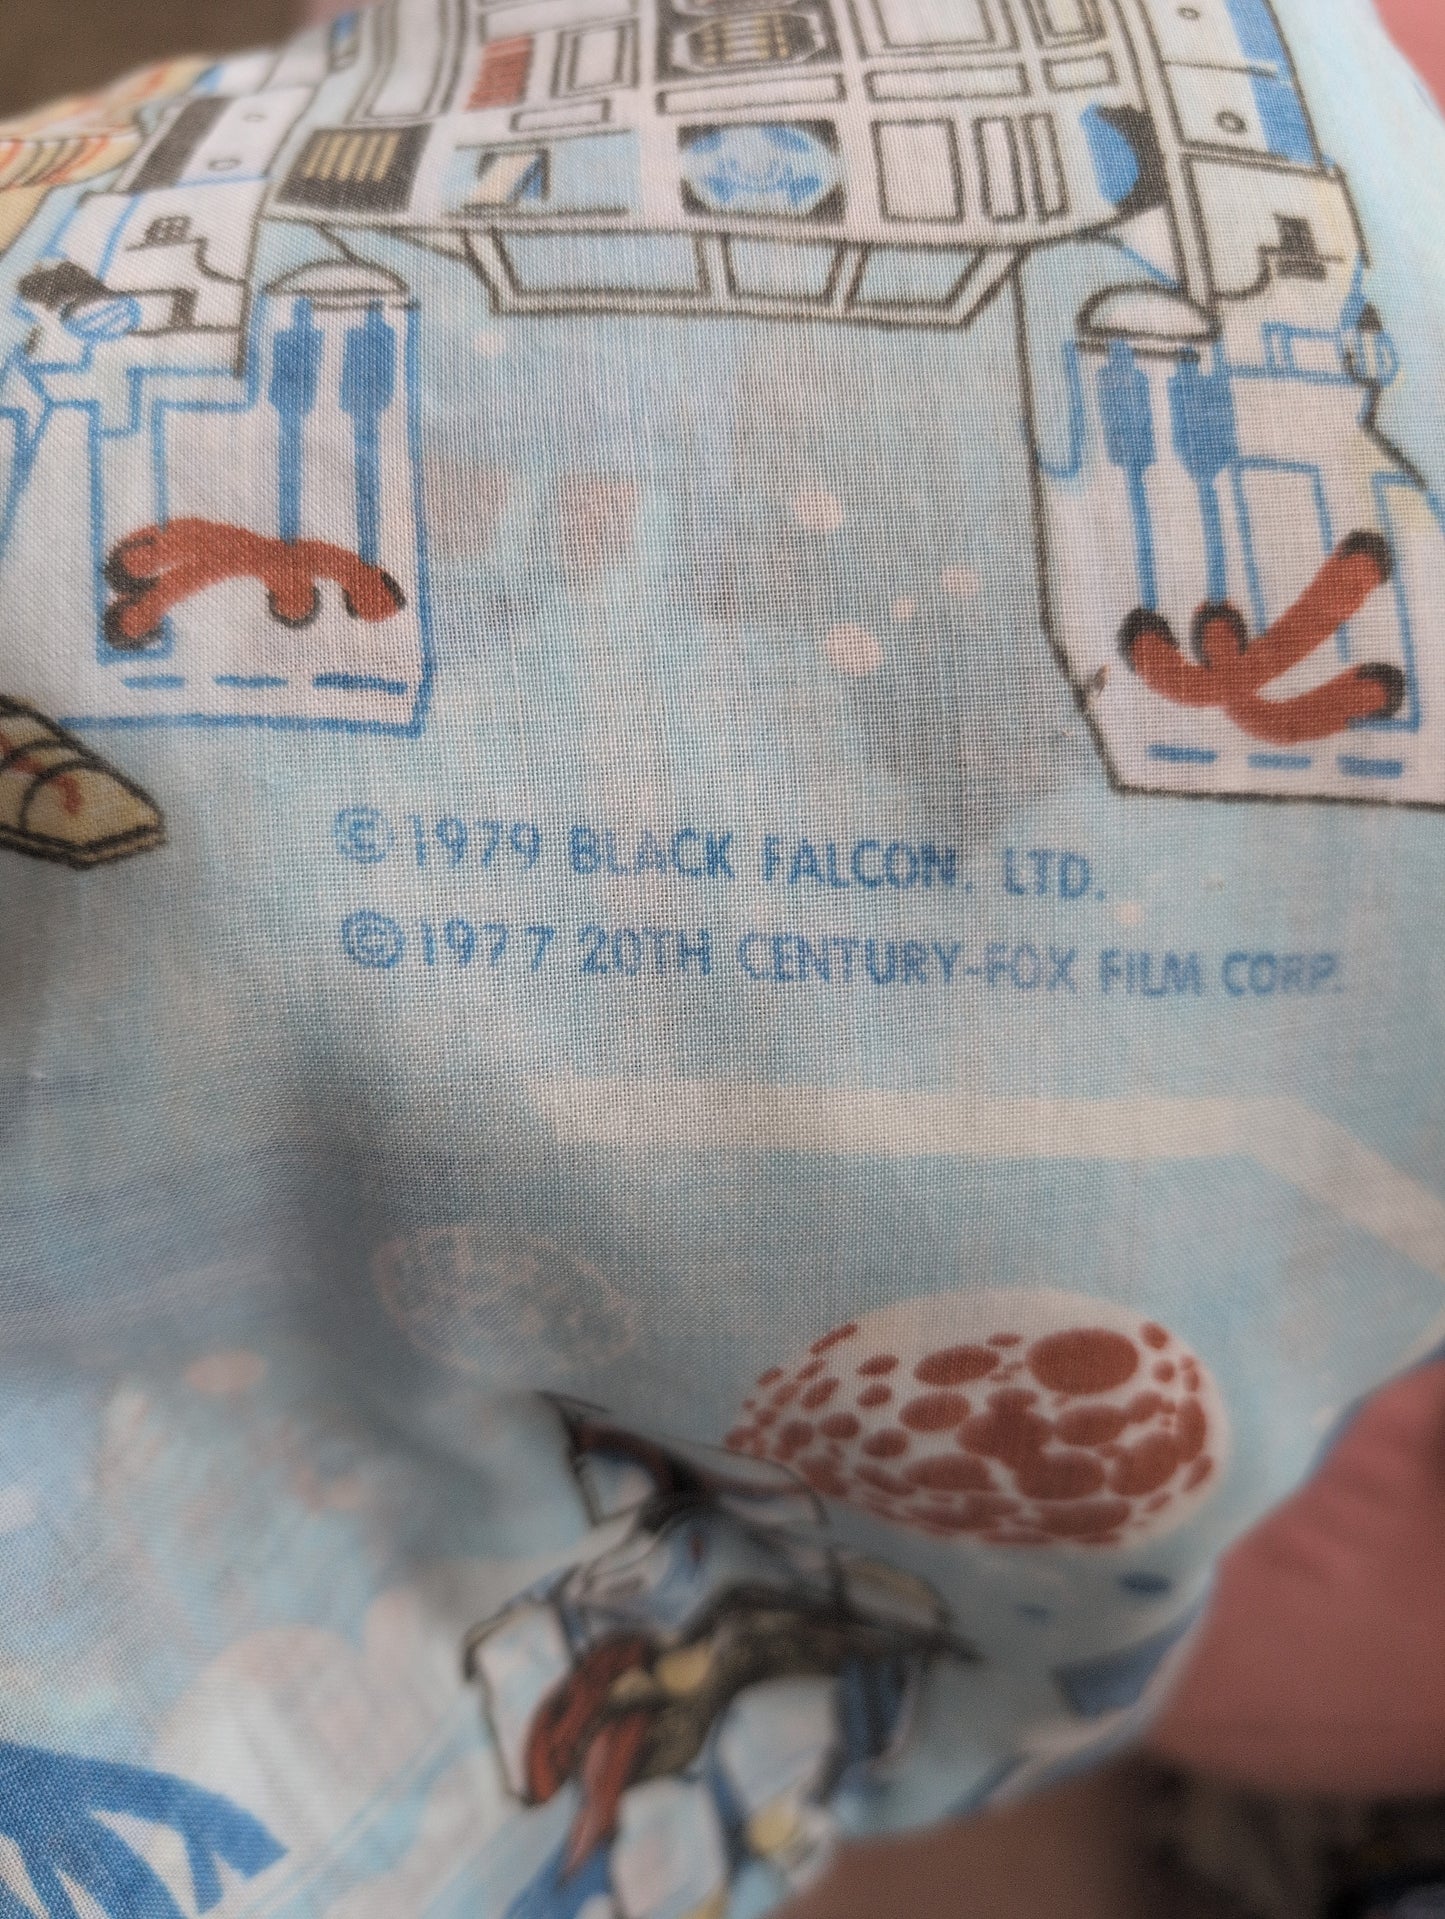 © 1979 BLACK FALCON, LTD.
© 1977 20TH CENTURY-FOX FILM CORP.